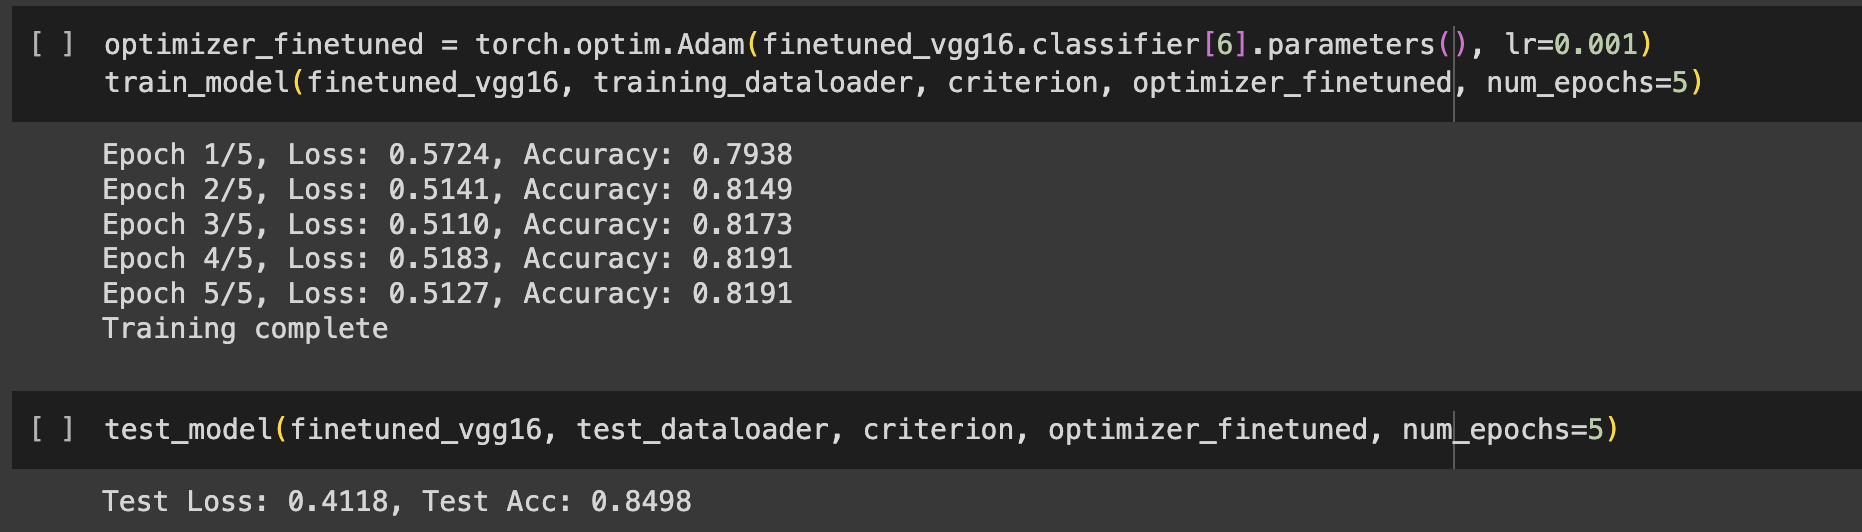 [ ] optimizer_finetuned = torch.optim.Adam(finetuned_vgg16.classifier[6].parameters(), lr=0.001)
train_model(finetuned_vgg16, training_dataloader, criterion, optimizer_finetuned, num_epochs=5)
Epoch 1/5, Loss: 0.5724, Accuracy: 0.7938
Epoch 2/5, Loss: 0.5141, Accuracy: 0.8149
Epoch 3/5, Loss: 0.5110, Accuracy: 0.8173
Epoch 4/5, Loss: 0.5183, Accuracy: 0.8191
Epoch 5/5, Loss: 0.5127, Accuracy: 0.8191
Training complete
[ ] test_model(finetuned_vgg16, test_dataloader, criterion, optimizer_finetuned, num_epochs=5)
Test Loss: 0.4118, Test Acc: 0.8498